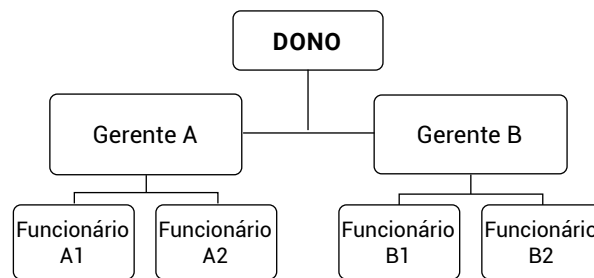 DONO
Gerente A
Gerente B
Funcionário
A1
Funcionário
A2
Funcionário
B1
Funcionário
B2